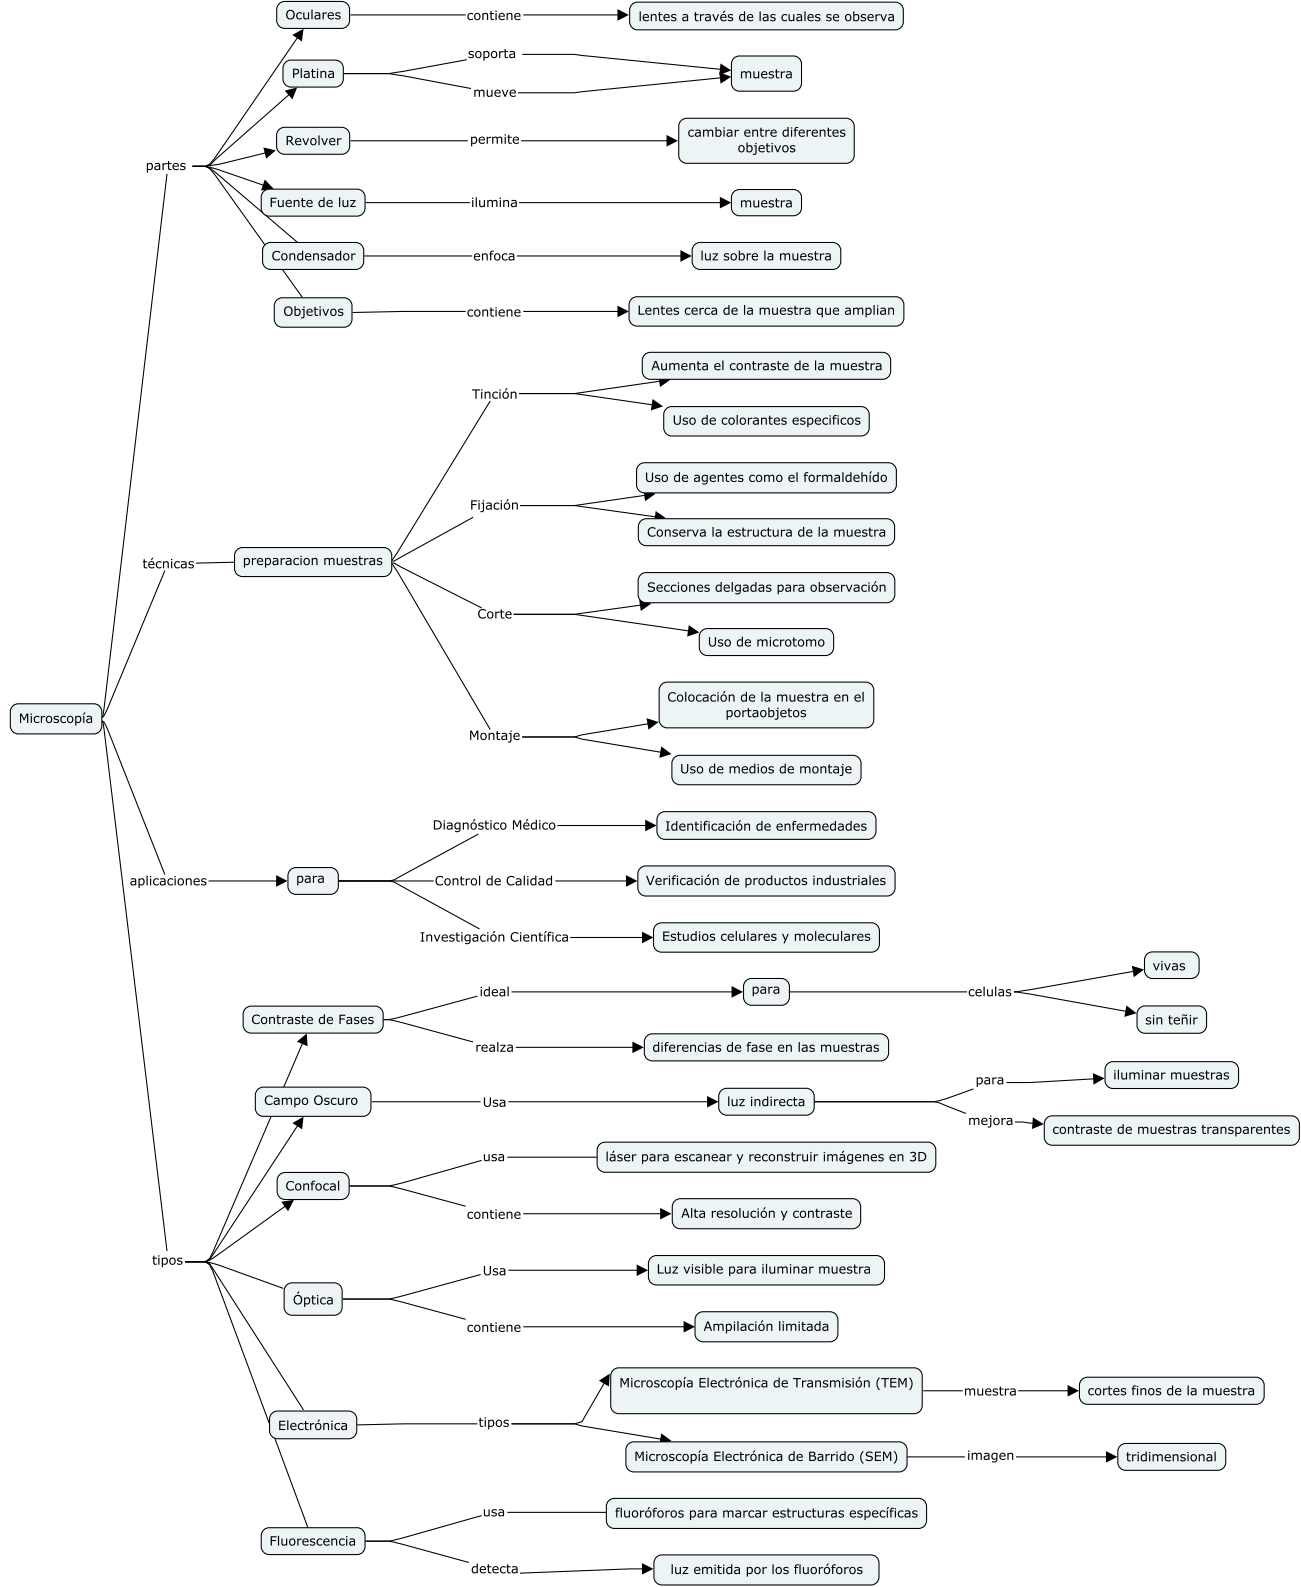 Oculares
contiene
lentes a través de las cuales se observa
Platina
soporta
mueve
muestra
Revolver
permite
cambiar entre diferentes
objetivos
partes
Fuente de luz
ilumina
muestra
Condensador
enfoca
luz sobre la muestra
Objetivos
contiene
Lentes cerca de la muestra que amplian
Tinción
Aumenta el contraste de la muestra
Uso de colorantes especificos
Fijación
Uso de agentes como el formaldehído
Conserva la estructura de la muestra
técnicas
preparacion muestras
Corte
Secciones delgadas para observación
Uso de microtomo
Microscopía
Montaje
Colocación de la muestra en el
portaobjetos
Uso de medios de montaje
aplicaciones
para
Diagnóstico Médico
Identificación de enfermedades
Control de Calidad
Verificación de productos industriales
Investigación Científica
Estudios celulares y moleculares
Contraste de Fases
ideal
para
celulas
vivas
sin teñir
realza
diferencias de fase en las muestras
Campo Oscuro
Usa
luz indirecta
para
iluminar muestras
mejora
contraste de muestras transparentes
Confocal
usa
láser para escanear y reconstruir imágenes en 3D
contiene
Alta resolución y contraste
tipos
Óptica
Usa
Luz visible para iluminar muestra
contiene
Ampilación limitada
Electrónica
tipos
Microscopía Electrónica de Transmisión (TEM)
muestra
cortes finos de la muestra
Microscopía Electrónica de Barrido (SEM)
imagen
tridimensional
Fluorescencia
usa
fluoróforos para marcar estructuras específicas
detecta
luz emitida por los fluoróforos